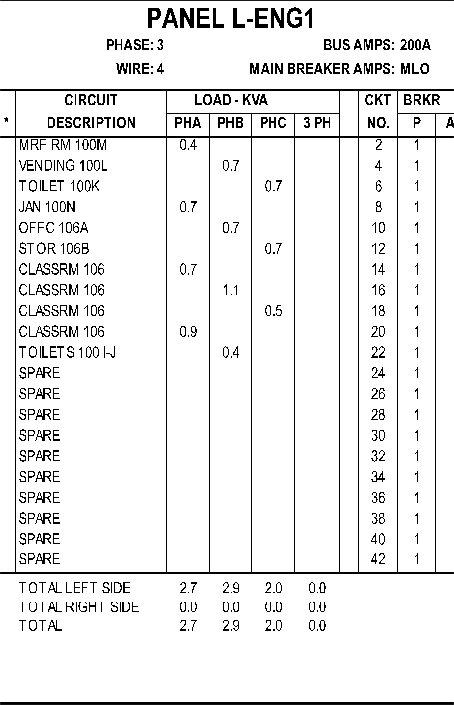 PANEL L-ENG1
PHASE: 3 BUS AMPS: 200A
WIRE: 4 MAIN BREAKER AMPS: MLO
CIRCUIT LOAD - KVA CKT BRKR
* DESCRIPTION PHA PHB PHC 3 PH NO. P A
MRF RM 100M 0.4 2 1
VENDING 100L 0.7 4 1
TOILET 100K 0.7 6 1
JAN 100N 0.7 8 1
OFFC 106A 0.7 10 1
STOR 106B 0.7 12 1
CLASSRM 106 0.7 14 1
CLASSRM 106 1.1 16 1
CLASSRM 106 0.5 18 1
CLASSRM 106 0.9 20 1
TOILETS 100 I-J 0.4 22 1
SPARE 24 1
SPARE 26 1
SPARE 28 1
SPARE 30 1
SPARE 32 1
SPARE 34 1
SPARE 36 1
SPARE 38 1
SPARE 40 1
SPARE 42 1
TOTAL LEFT SIDE 2.7 2.9 2.0 0.0
TOTAL RIGHT SIDE 0.0 0.0 0.0 0.0
TOTAL 2.7 2.9 2.0 0.0